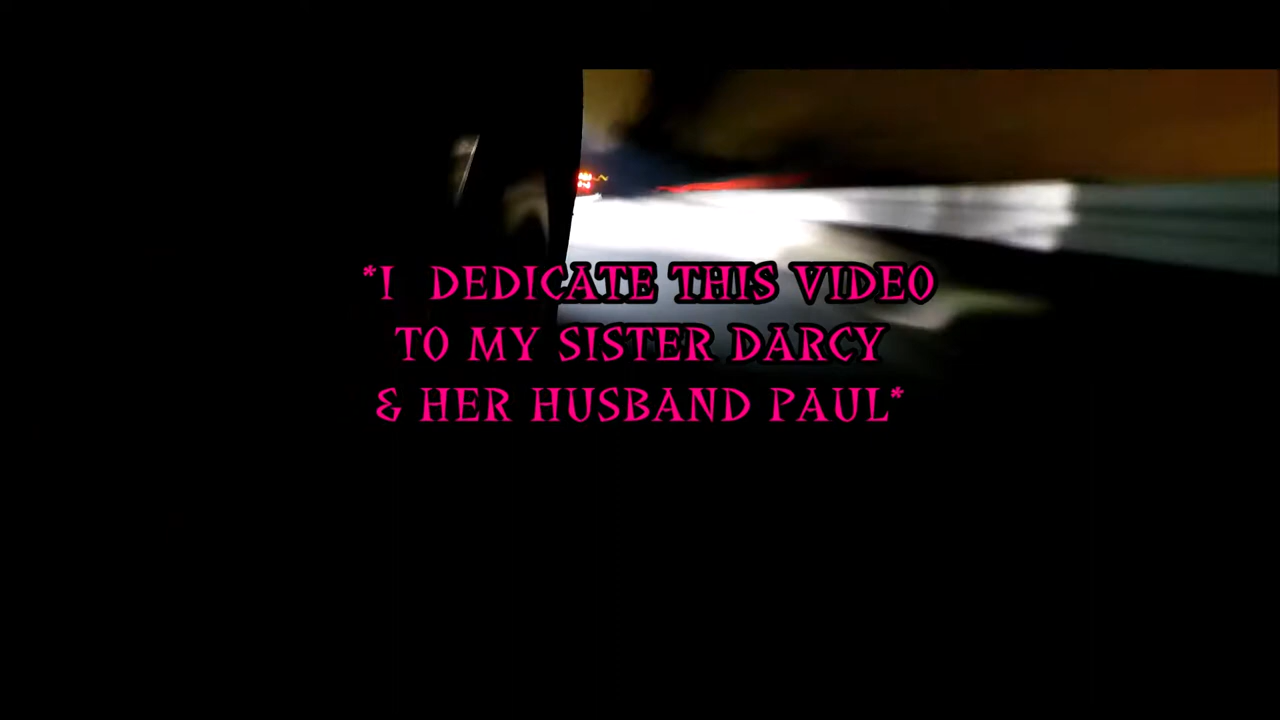 *I DEDICATE THIS VIDEO
TO MY SISTER DARCY
& HER HUSBAND PAUL*